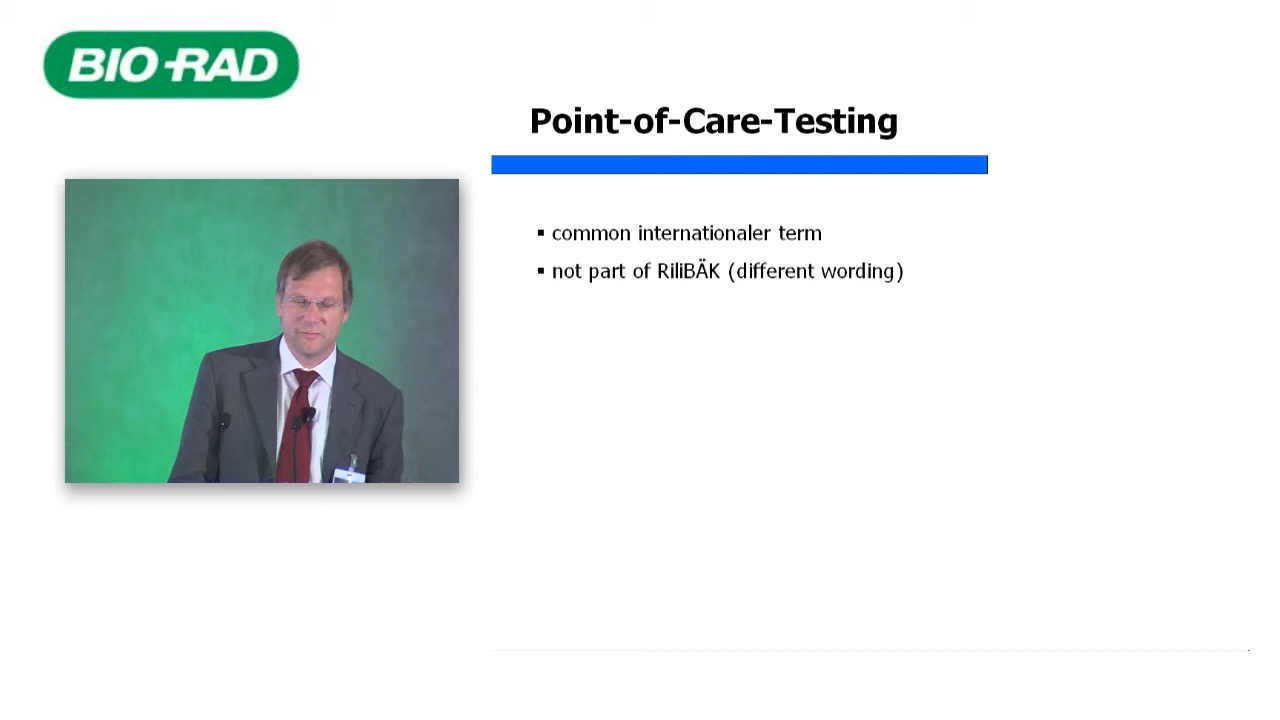 BIO-RAD
Point-of-Care-Testing
▪ common internationaler term
▪ not part of RiliBÄK (different wording)